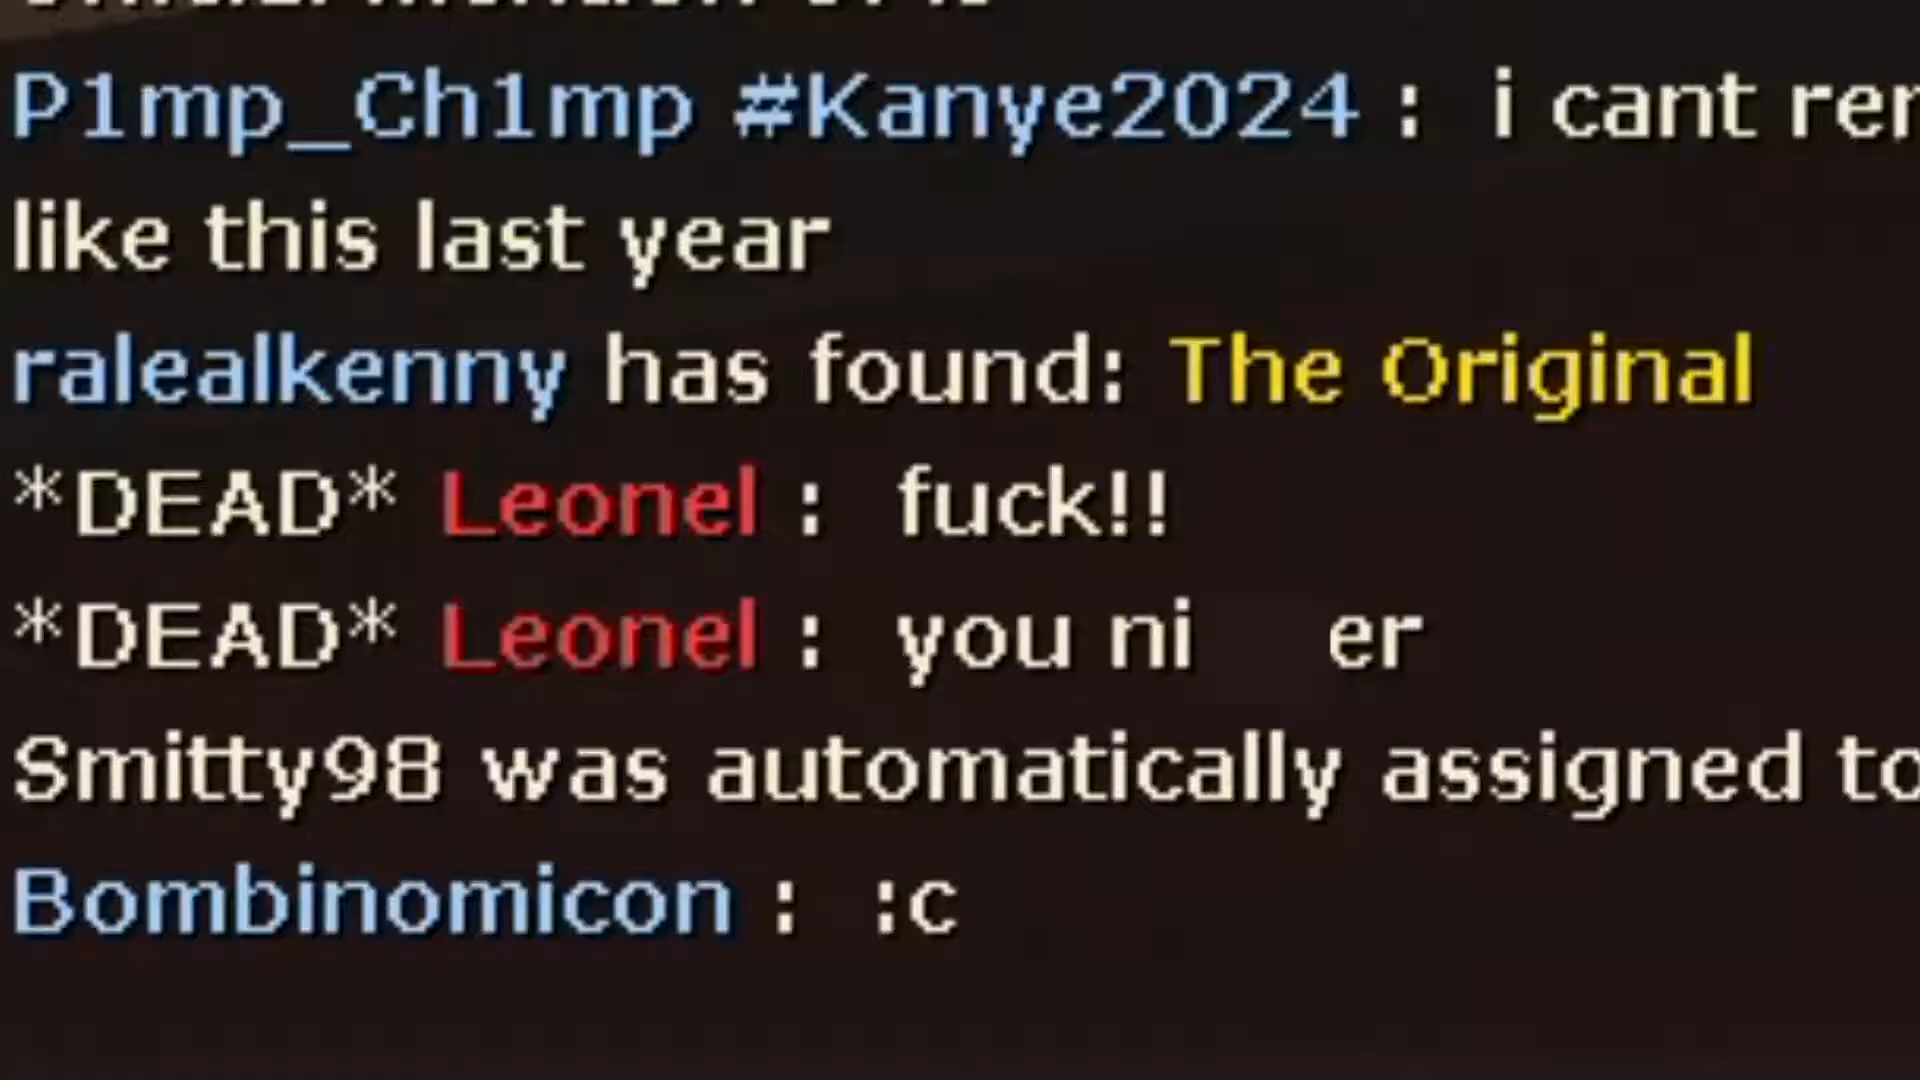 P1mp_Ch1mp #Kanye2024 : i cant rer
like this last year
ralealkenny has found: The Original
*DEAD* Leonel : fuck!!
*DEAD* Leonel : you ni er
Smitty98 was automatically assigned to
Bombinomicon : :c